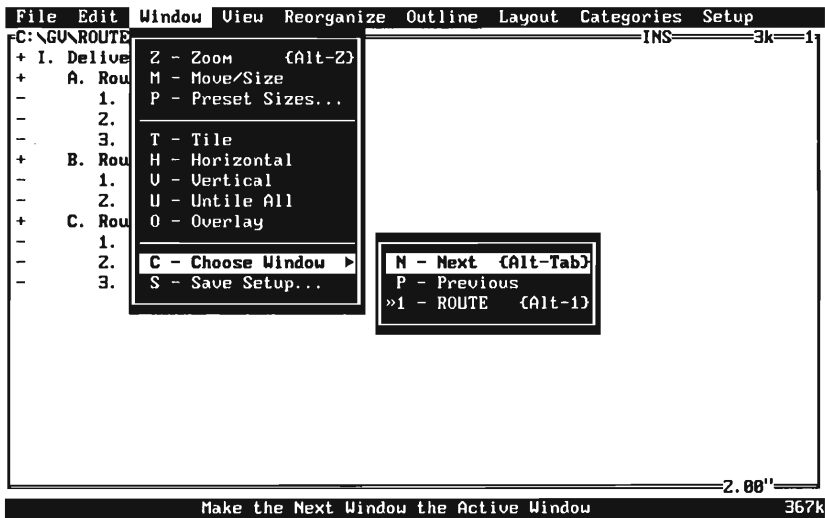 File Edit Window View Reorganize Outline Layout Categories Setup
C:\GV\ROUTE INS 3k 1
+ I. Delive
+ A. Rou
- 1.
- 2.
- 3.
+ B. Rou
- 1.
- 2.
+ C. Rou
- 1.
- 2.
- 3.
Z - Zoom {Alt-Z}
M - Move/Size
P - Preset Sizes...
T - Tile
H - Horizontal
V - Vertical
U - Untile All
O - Overlay
C - Choose Window ►
S - Save Setup...
N - Next {Alt-Tab}
P - Previous
»1 - ROUTE {Alt-1}
2.00"
Make the Next Window the Active Window 367k